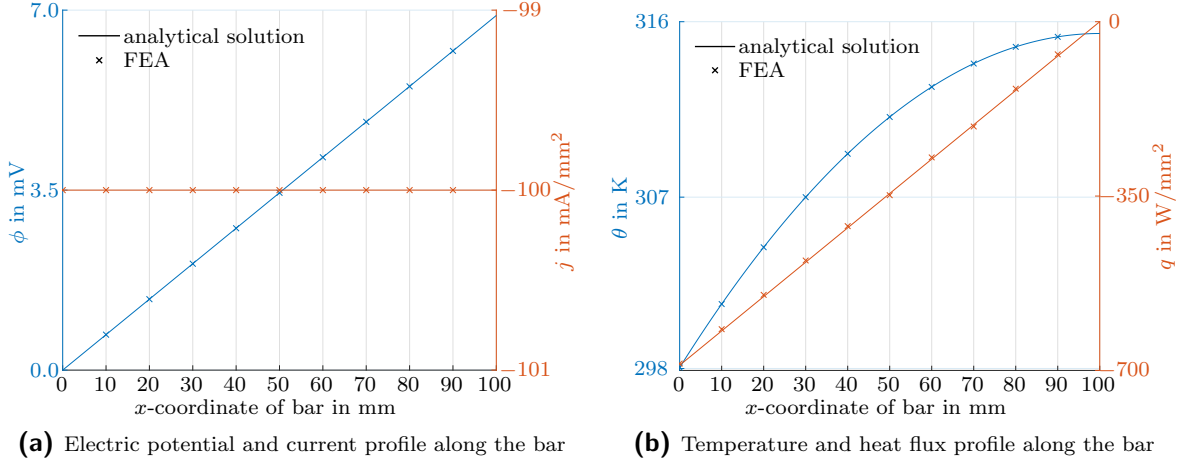 7.0
3.5
0.0
ϕ in mV
analytical solution
FEA
−99
−100
−101
j in mA/mm²
0 10 20 30 40 50 60 70 80 90 100
x-coordinate of bar in mm
(a) Electric potential and current profile along the bar
316
307
298
θ in K
analytical solution
FEA
0
−350
−700
q in W/mm²
0 10 20 30 40 50 60 70 80 90 100
x-coordinate of bar in mm
(b) Temperature and heat flux profile along the bar